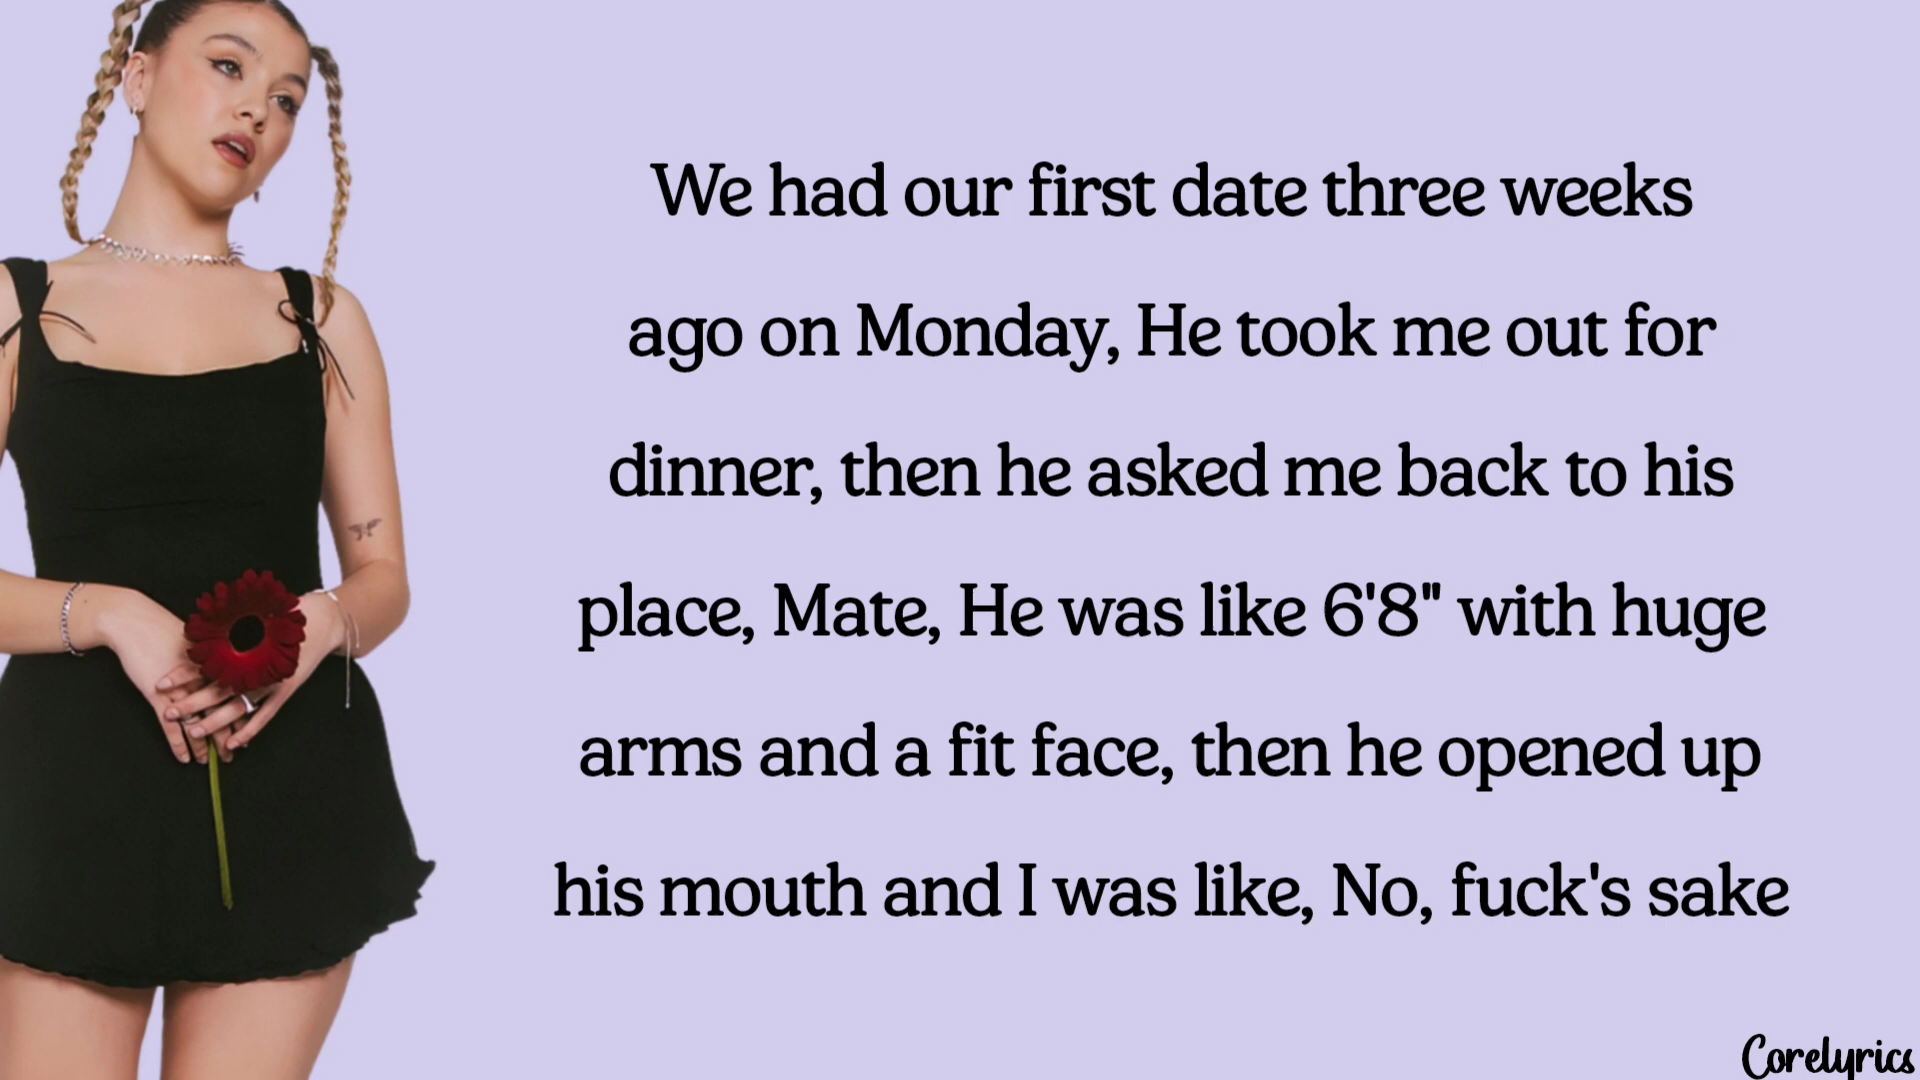 We had our first date three weeks
ago on Monday, He took me out for
dinner, then he asked me back to his
place, Mate, He was like 6'8" with huge
arms and a fit face, then he opened up
his mouth and I was like, No, fuck's sake
Corelyrics